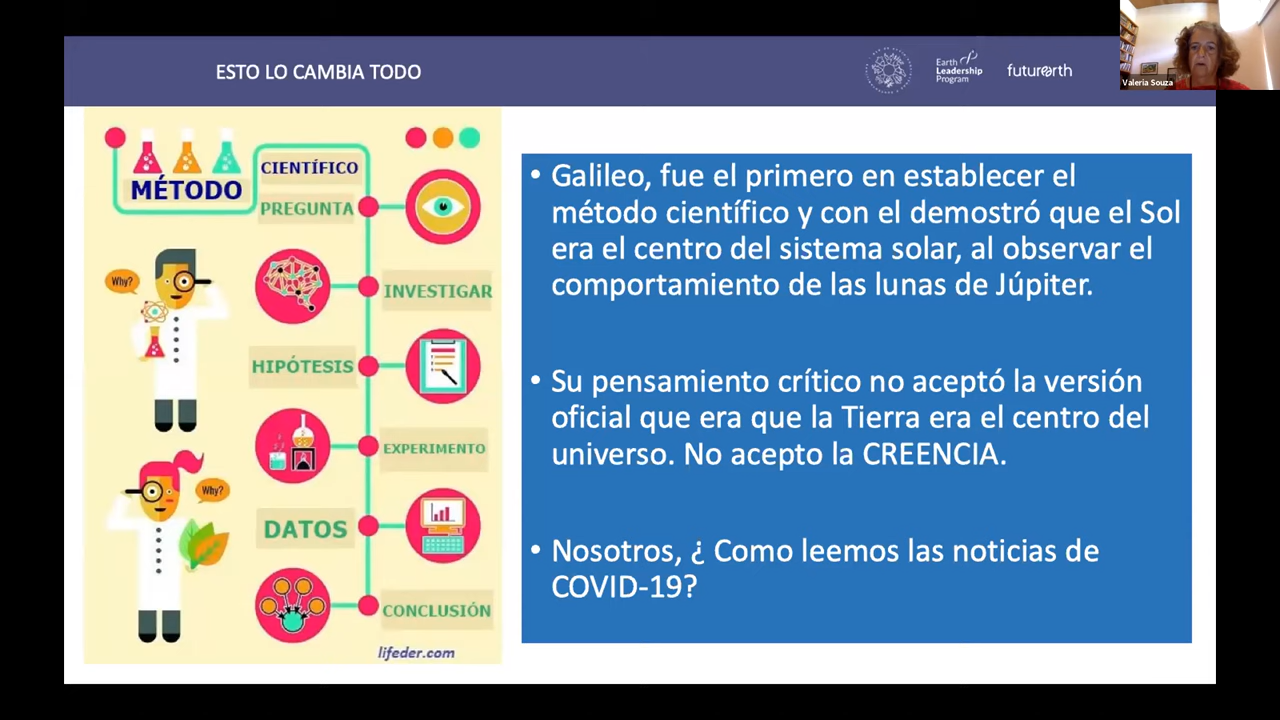 ESTO LO CAMBIA TODO
Earth
Leadership
Program
futurerth
Valeria Souza
MÉTODO
CIENTÍFICO
PREGUNTA
Why?
INVESTIGAR
HIPÓTESIS
EXPERIMENTO
Why?
DATOS
CONCLUSIÓN
lifeder.com
• Galileo, fue el primero en establecer el
método científico y con el demostró que el Sol
era el centro del sistema solar, al observar el
comportamiento de las lunas de Júpiter.
• Su pensamiento crítico no aceptó la versión
oficial que era que la Tierra era el centro del
universo. No acepto la CREENCIA.
• Nosotros, ¿ Como leemos las noticias de
COVID-19?